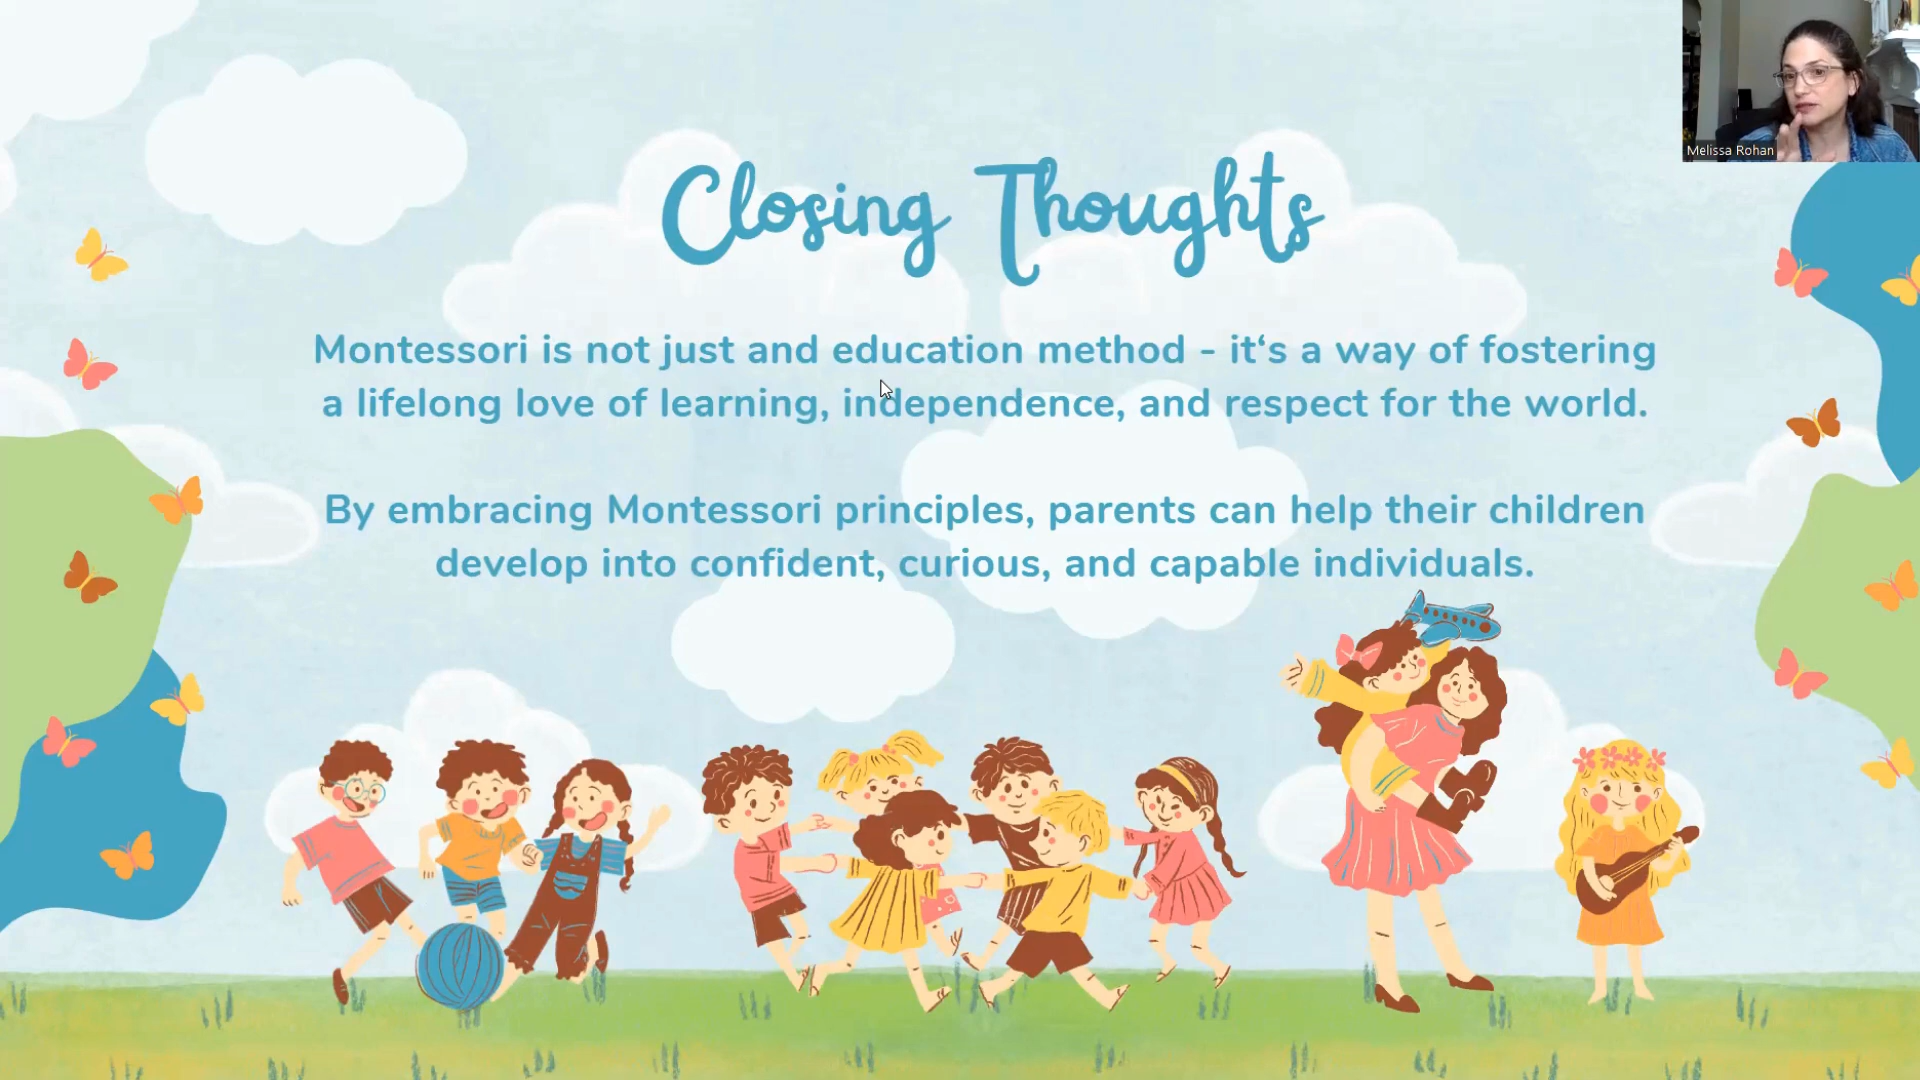 Closing Thoughts
Montessori is not just and education method - it‘s a way of fostering
a lifelong love of learning, independence, and respect for the world.
By embracing Montessori principles, parents can help their children
develop into confident, curious, and capable individuals.
Melissa Rohan